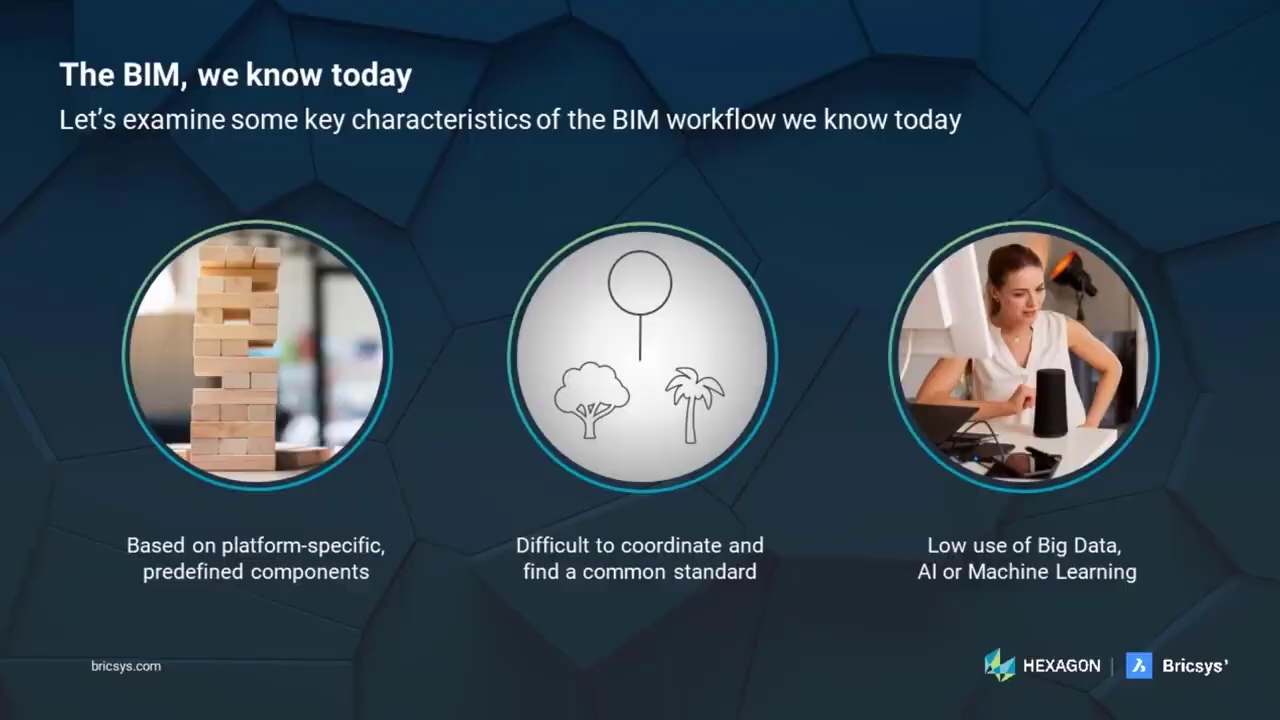 The BIM, we know today
Let's examine some key characteristics of the BIM workflow we know today
Based on platform-specific,
predefined components
Difficult to coordinate and
find a common standard
Low use of Big Data,
AI or Machine Learning
bricsys.com
HEXAGON | Bricsys'